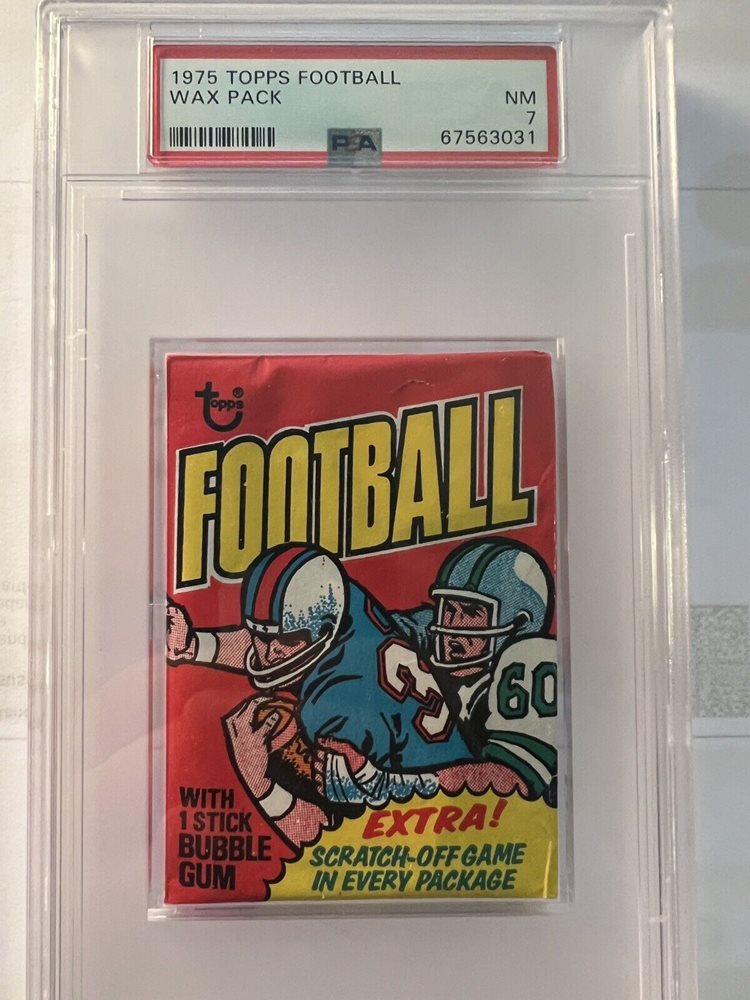 1975 TOPPS FOOTBALL
WAX PACK
NM
7
67563031
PSA
topps®
FOOTBALL
3
60
WITH
1 STICK
BUBBLE
GUM
EXTRA!
SCRATCH-OFF GAME
IN EVERY PACKAGE